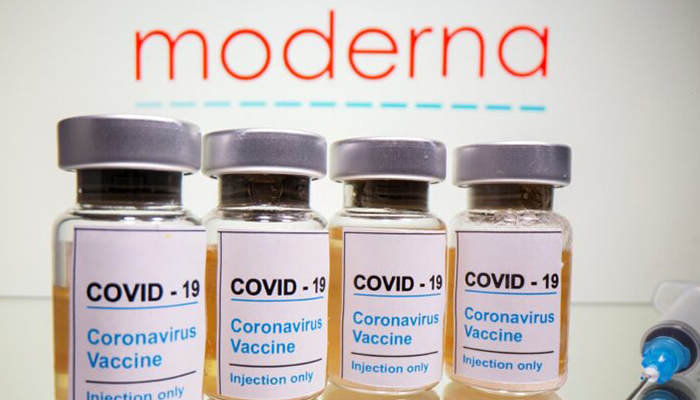 moderna
COVID - 19
Coronavirus
Vaccine
Injection only
COVID - 19
Coronavirus
Vaccine
Injection only
COVID - 19
Coronavirus
Vaccine
Injection only
COVID - 19
Coronavirus
Vaccine
Injection only